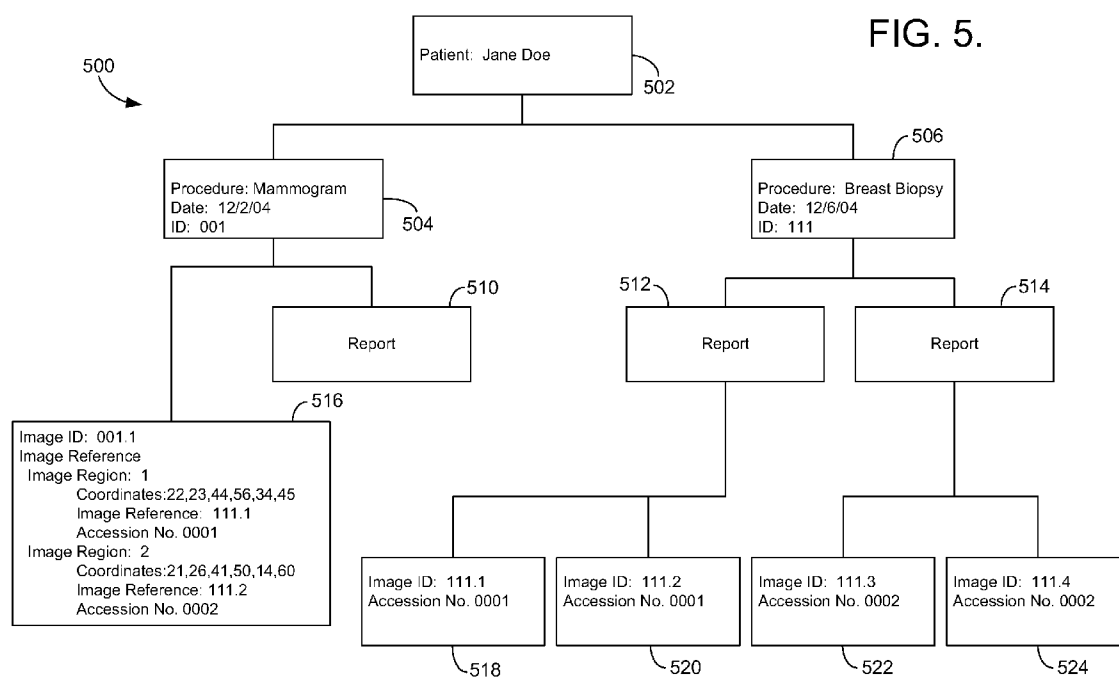 FIG. 5.
500
Patient: Jane Doe
502
506
Procedure: Mammogram
Date: 12/2/04
ID: 001
504
Procedure: Breast Biopsy
Date: 12/6/04
ID: 111
510
Report
512
Report
514
Report
516
Image ID: 001.1
Image Reference
Image Region: 1
Coordinates:22,23,44,56,34,45
Image Reference: 111.1
Accession No. 0001
Image Region: 2
Coordinates:21,26,41,50,14,60
Image Reference: 111.2
Accession No. 0002
Image ID: 111.1
Accession No. 0001
518
Image ID: 111.2
Accession No. 0001
520
Image ID: 111.3
Accession No. 0002
522
Image ID: 111.4
Accession No. 0002
524